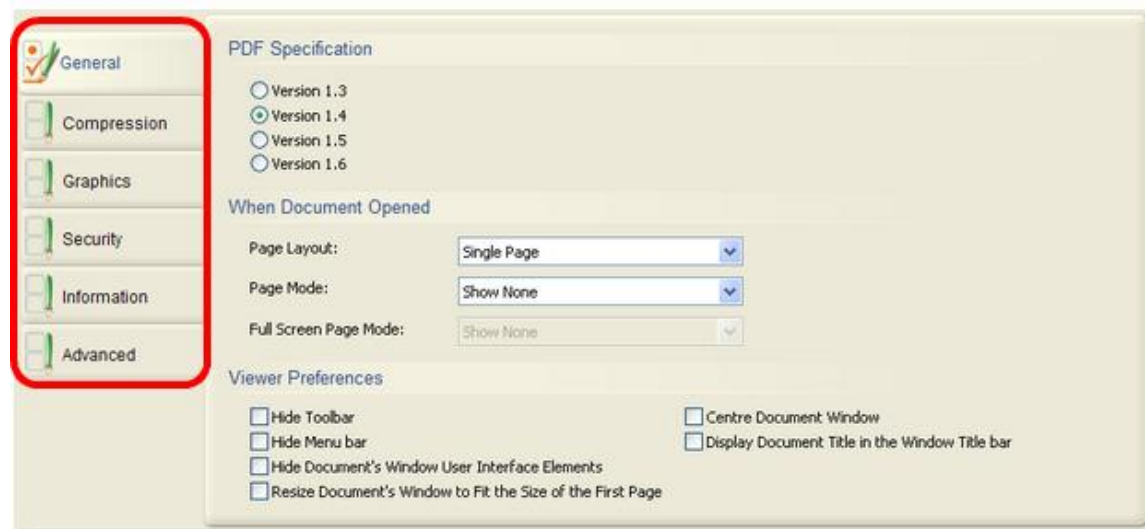 General
Compression
Graphics
Security
Information
Advanced
PDF Specification
Version 1.3
Version 1.4
Version 1.5
Version 1.6
When Document Opened
Page Layout: Single Page
Page Mode: Show None
Full Screen Page Mode: Show None
Viewer Preferences
Hide Toolbar
Hide Menu bar
Hide Document's Window User Interface Elements
Resize Document's Window to Fit the Size of the First Page
Centre Document Window
Display Document Title in the Window Title bar